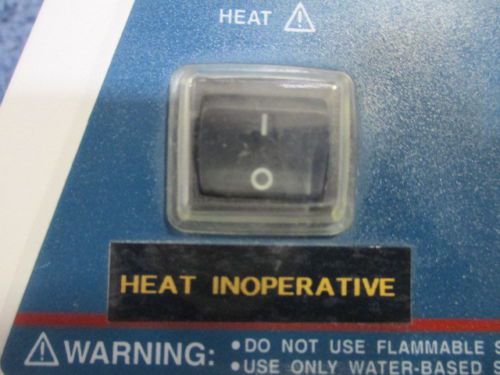 HEAT ⚠
I
O
HEAT INOPERATIVE
⚠ WARNING: • DO NOT USE FLAMMABLE
• USE ONLY WATER-BASED